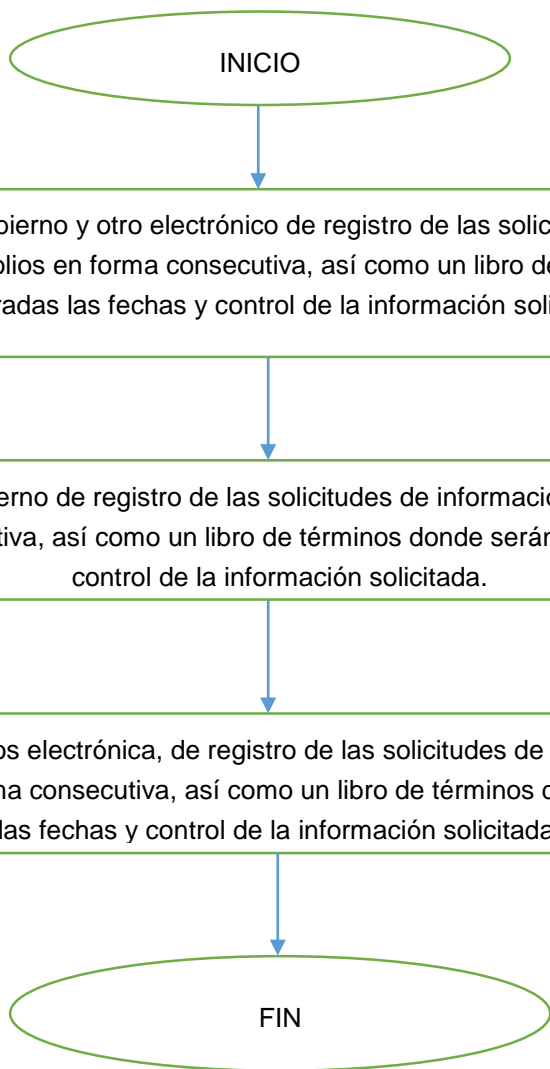 INICIO
bierno y otro electrónico de registro de las solic
olios en forma consecutiva, así como un libro de
radas las fechas y control de la información soli
erno de registro de las solicitudes de informació
tiva, así como un libro de términos donde serán
control de la información solicitada.
os electrónica, de registro de las solicitudes de
na consecutiva, así como un libro de términos d
las fechas y control de la información solicitada
FIN